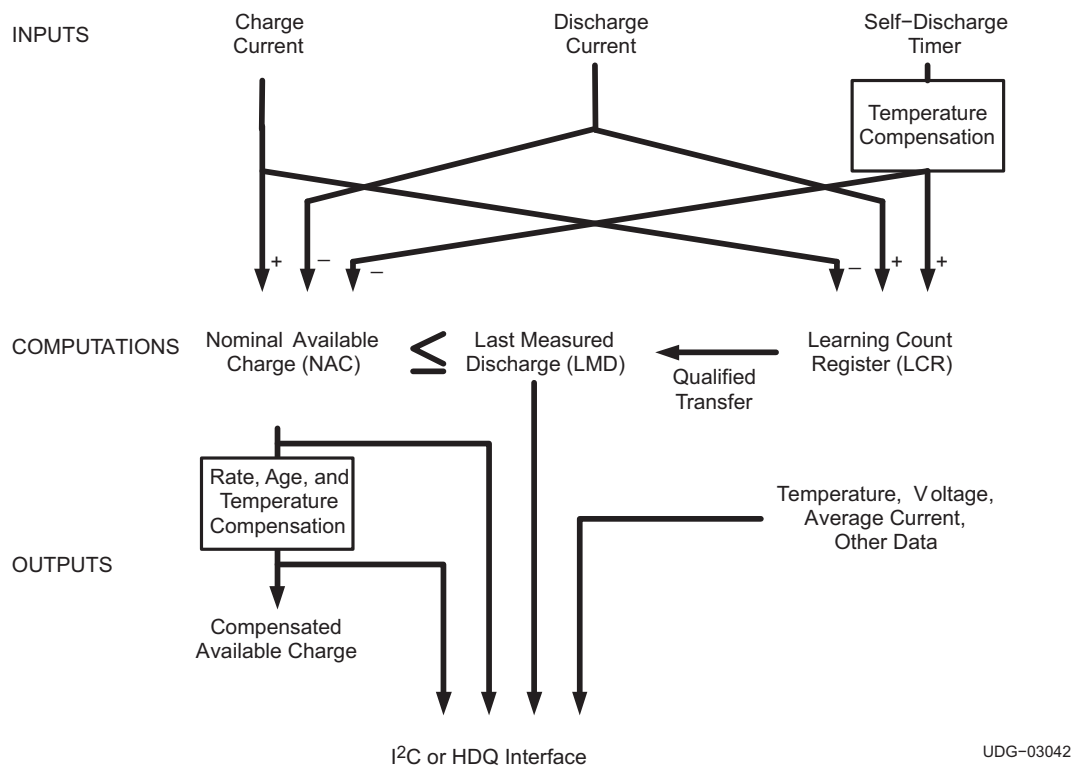 INPUTS
Charge
Current
Discharge
Current
Self−Discharge
Timer
Temperature
Compensation
+
−
−
−
+
+
COMPUTATIONS
Nominal Available
Charge (NAC)
≤
Last Measured
Discharge (LMD)
Qualified
Transfer
Learning Count
Register (LCR)
Rate, Age, and
Temperature
Compensation
Temperature, Voltage,
Average Current,
Other Data
OUTPUTS
Compensated
Available Charge
I²C or HDQ Interface
UDG−03042